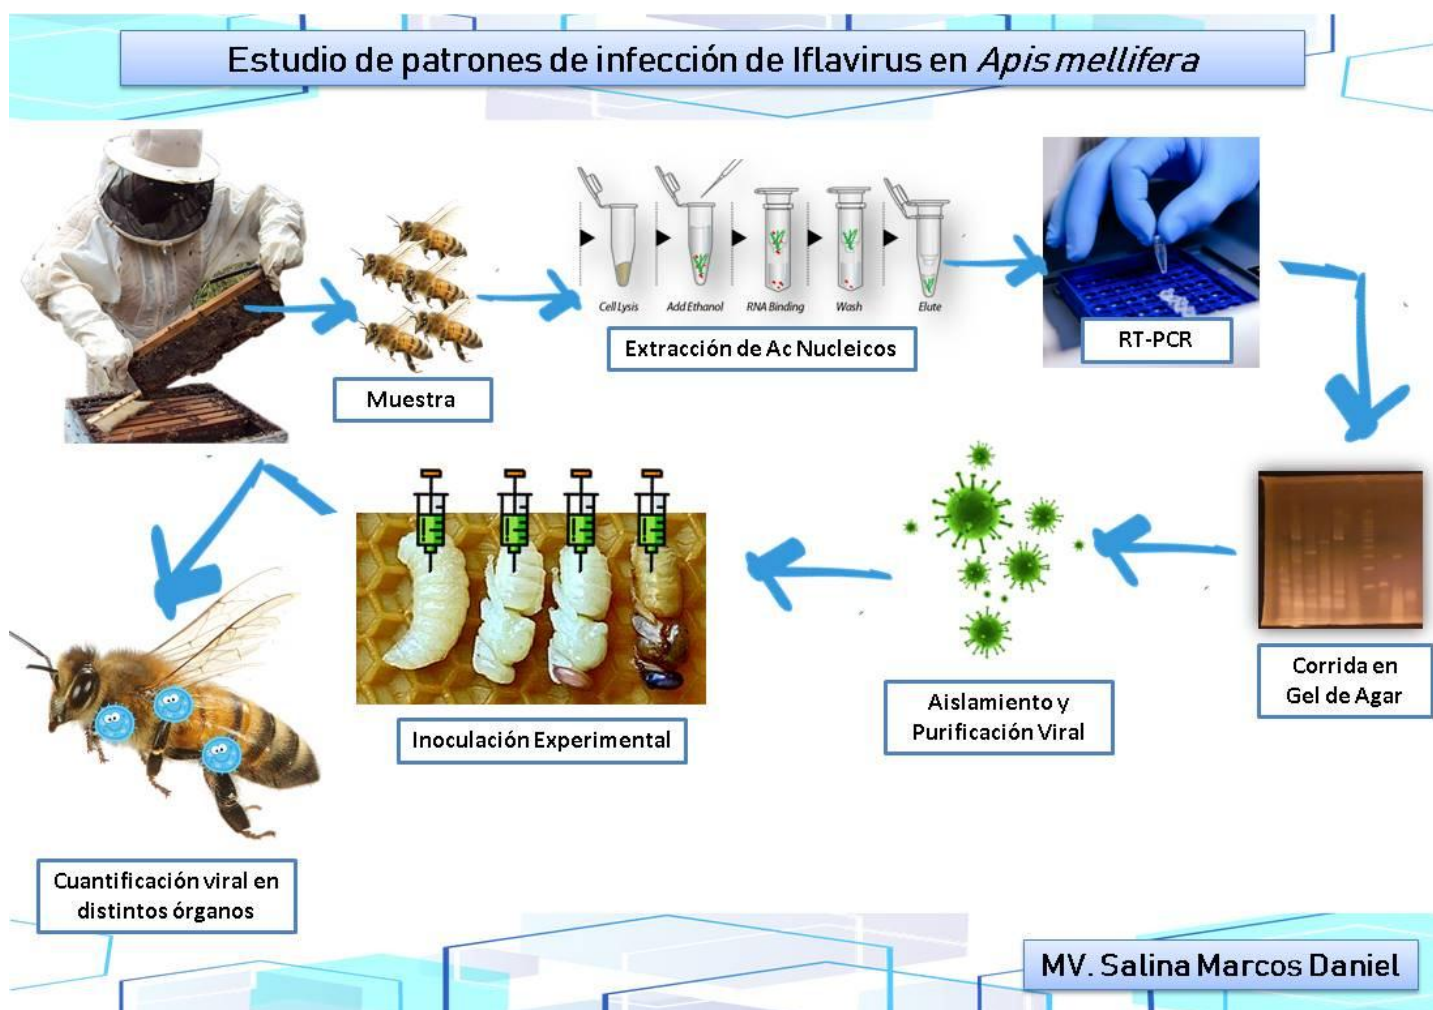 Estudio de patrones de infección de Iflavirus en Apis mellifera
Cell Lysis
Add Ethanol
RNA Binding
Wash
Elute
Extracción de Ac Nucleicos
RT-PCR
Muestra
Corrida en
Gel de Agar
Aislamiento y
Purificación Viral
Inoculación Experimental
Cuantificación viral en
distintos órganos
MV. Salina Marcos Daniel